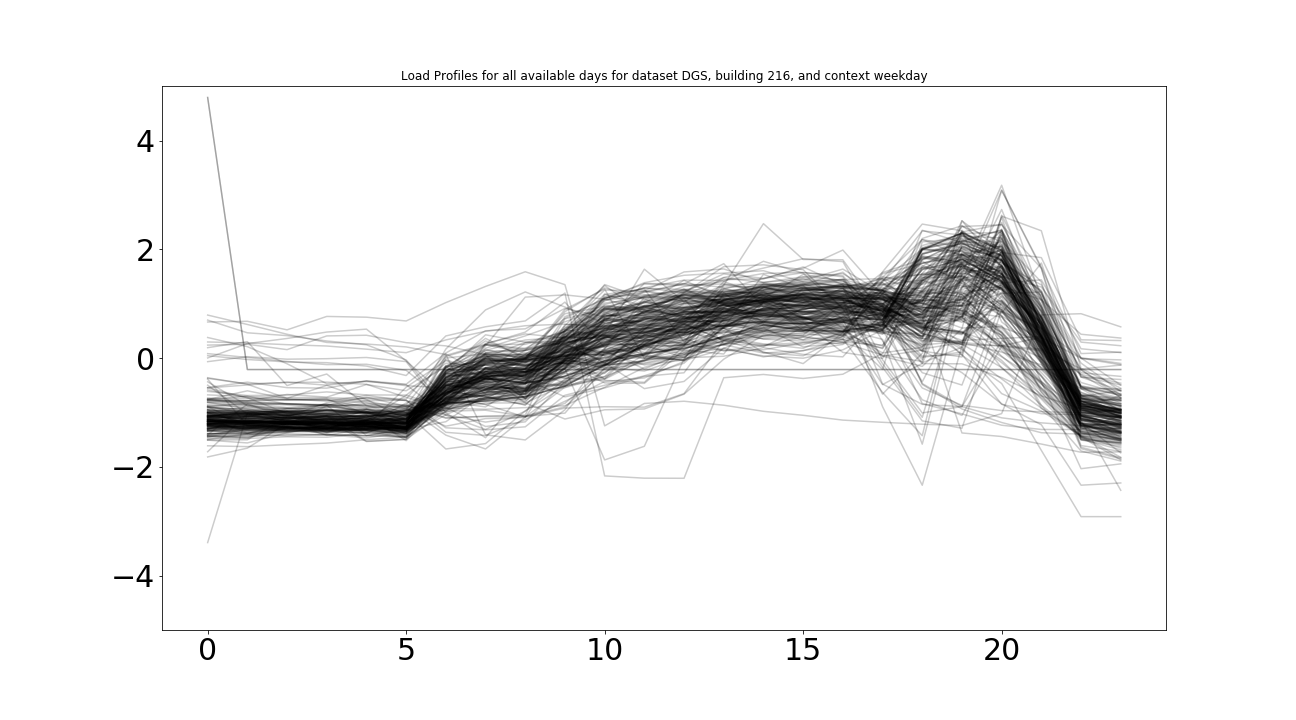 Load Profiles for all available days for dataset DGS, building 216, and context weekday
4
2
0
−2
−4
0 5 10 15 20